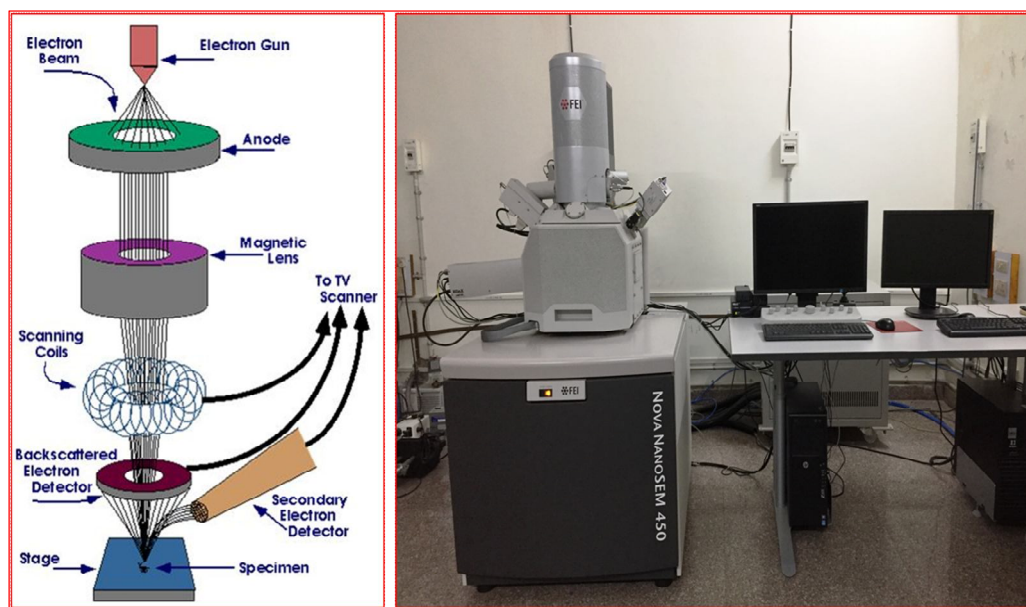 Electron
Beam
Electron Gun
Anode
Magnetic
Lens
To TV
Scanner
Scanning
Coils
Backscattered
Electron
Detector
Secondary
Electron
Detector
Stage
Specimen
FEI
FEI
NOVA NANOSEM 450